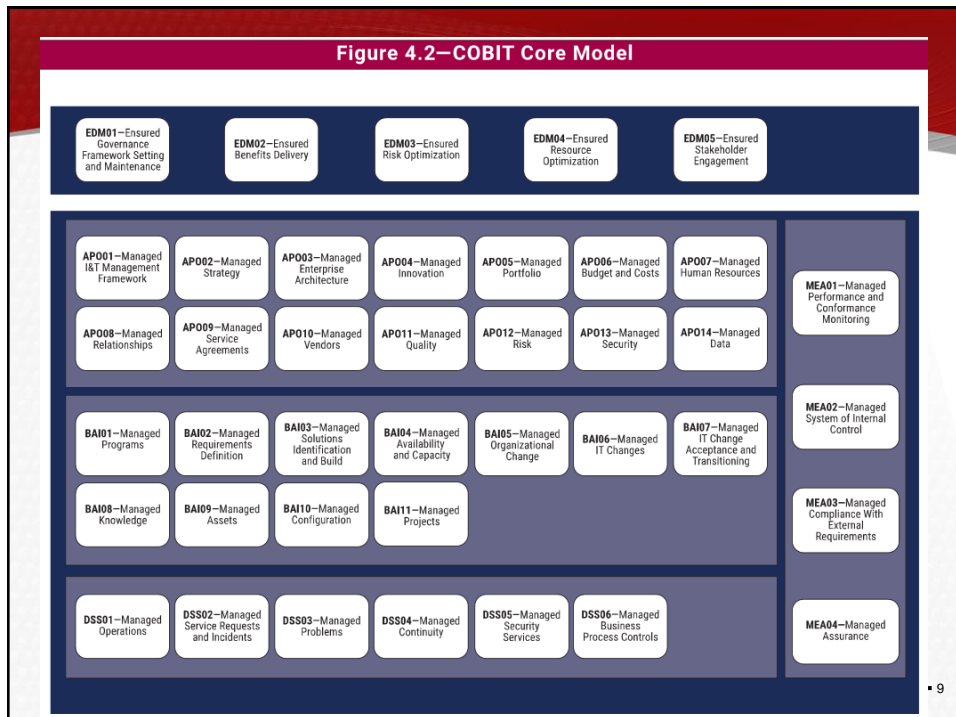 Figure 4.2—COBIT Core Model
EDM01—Ensured
Governance
Framework Setting
and Maintenance
EDM02—Ensured
Benefits Delivery
EDM03—Ensured
Risk Optimization
EDM04—Ensured
Resource
Optimization
EDM05—Ensured
Stakeholder
Engagement
APO01—Managed
I&T Management
Framework
APO02—Managed
Strategy
APO03—Managed
Enterprise
Architecture
APO04—Managed
Innovation
APO05—Managed
Portfolio
APO06—Managed
Budget and Costs
APO07—Managed
Human Resources
APO08—Managed
Relationships
APO09—Managed
Service
Agreements
APO10—Managed
Vendors
APO11—Managed
Quality
APO12—Managed
Risk
APO13—Managed
Security
APO14—Managed
Data
BAI01—Managed
Programs
BAI02—Managed
Requirements
Definition
BAI03—Managed
Solutions
Identification
and Build
BAI04—Managed
Availability
and Capacity
BAI05—Managed
Organizational
Change
BAI06—Managed
IT Changes
BAI07—Managed
IT Change
Acceptance and
Transitioning
BAI08—Managed
Knowledge
BAI09—Managed
Assets
BAI10—Managed
Configuration
BAI11—Managed
Projects
DSS01—Managed
Operations
DSS02—Managed
Service Requests
and Incidents
DSS03—Managed
Problems
DSS04—Managed
Continuity
DSS05—Managed
Security
Services
DSS06—Managed
Business
Process Controls
MEA01—Managed
Performance and
Conformance
Monitoring
MEA02—Managed
System of Internal
Control
MEA03—Managed
Compliance With
External
Requirements
MEA04—Managed
Assurance
▪ 9